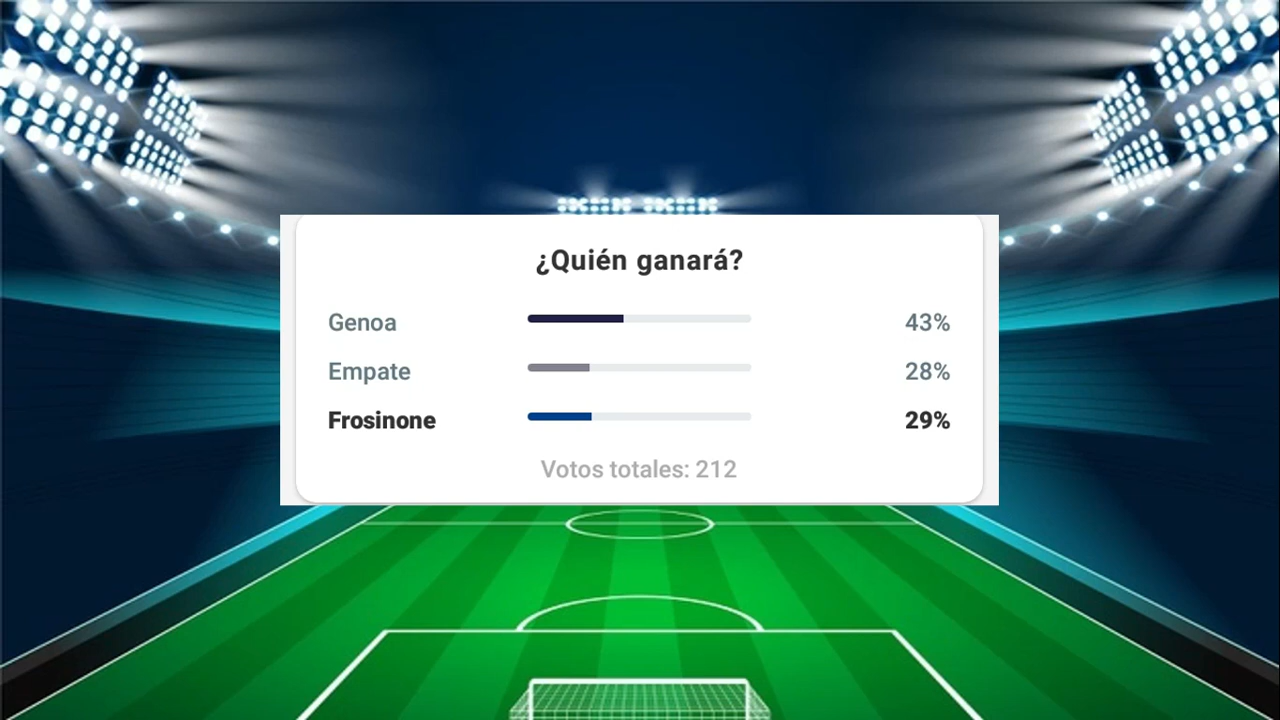 ¿Quién ganará?
Genoa 43%
Empate 28%
Frosinone 29%
Votos totales: 212